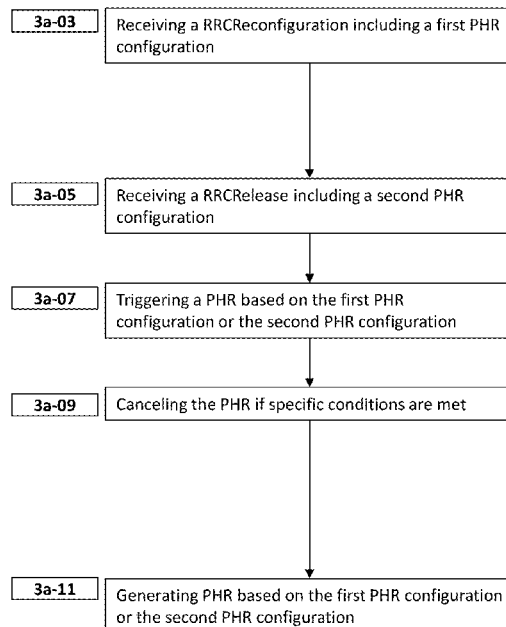 3a-03
Receiving a RRCReconfiguration including a first PHR
configuration
3a-05
Receiving a RRCRelease including a second PHR
configuration
3a-07
Triggering a PHR based on the first PHR
configuration or the second PHR configuration
3a-09
Canceling the PHR if specific conditions are met
3a-11
Generating PHR based on the first PHR configuration
or the second PHR configuration